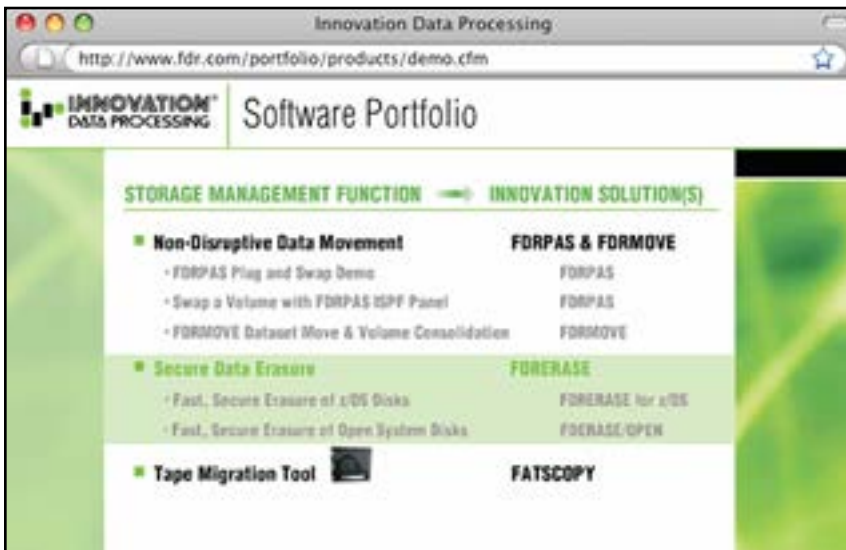 Innovation Data Processing
http://www.fdr.com/portfolio/products/demo.cfm
INNOVATION®
DATA PROCESSING
Software Portfolio
STORAGE MANAGEMENT FUNCTION INNOVATION SOLUTION(S)
Non-Disruptive Data Movement FDRPAS & FDRMOVE
• FDRPAS Plug and Swap Demo FDRPAS
• Swap a Volume with FDRPAS ISPF Panel FDRPAS
• FDRMOVE Dataset Move & Volume Consolidation FDRMOVE
Secure Data Erasure FDRERASE
• Fast, Secure Erasure of z/OS Disks FDRERASE for z/OS
• Fast, Secure Erasure of Open System Disks FDERASE/OPEN
Tape Migration Tool FATSCOPY